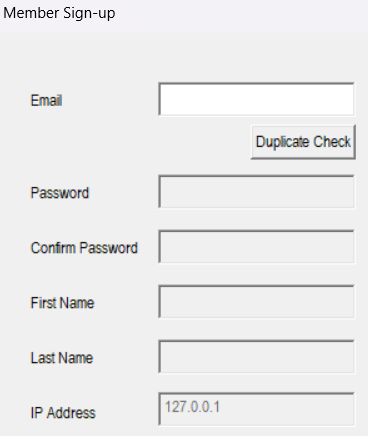 Member Sign-up
Email
Duplicate Check
Password
Confirm Password
First Name
Last Name
IP Address 127.0.0.1